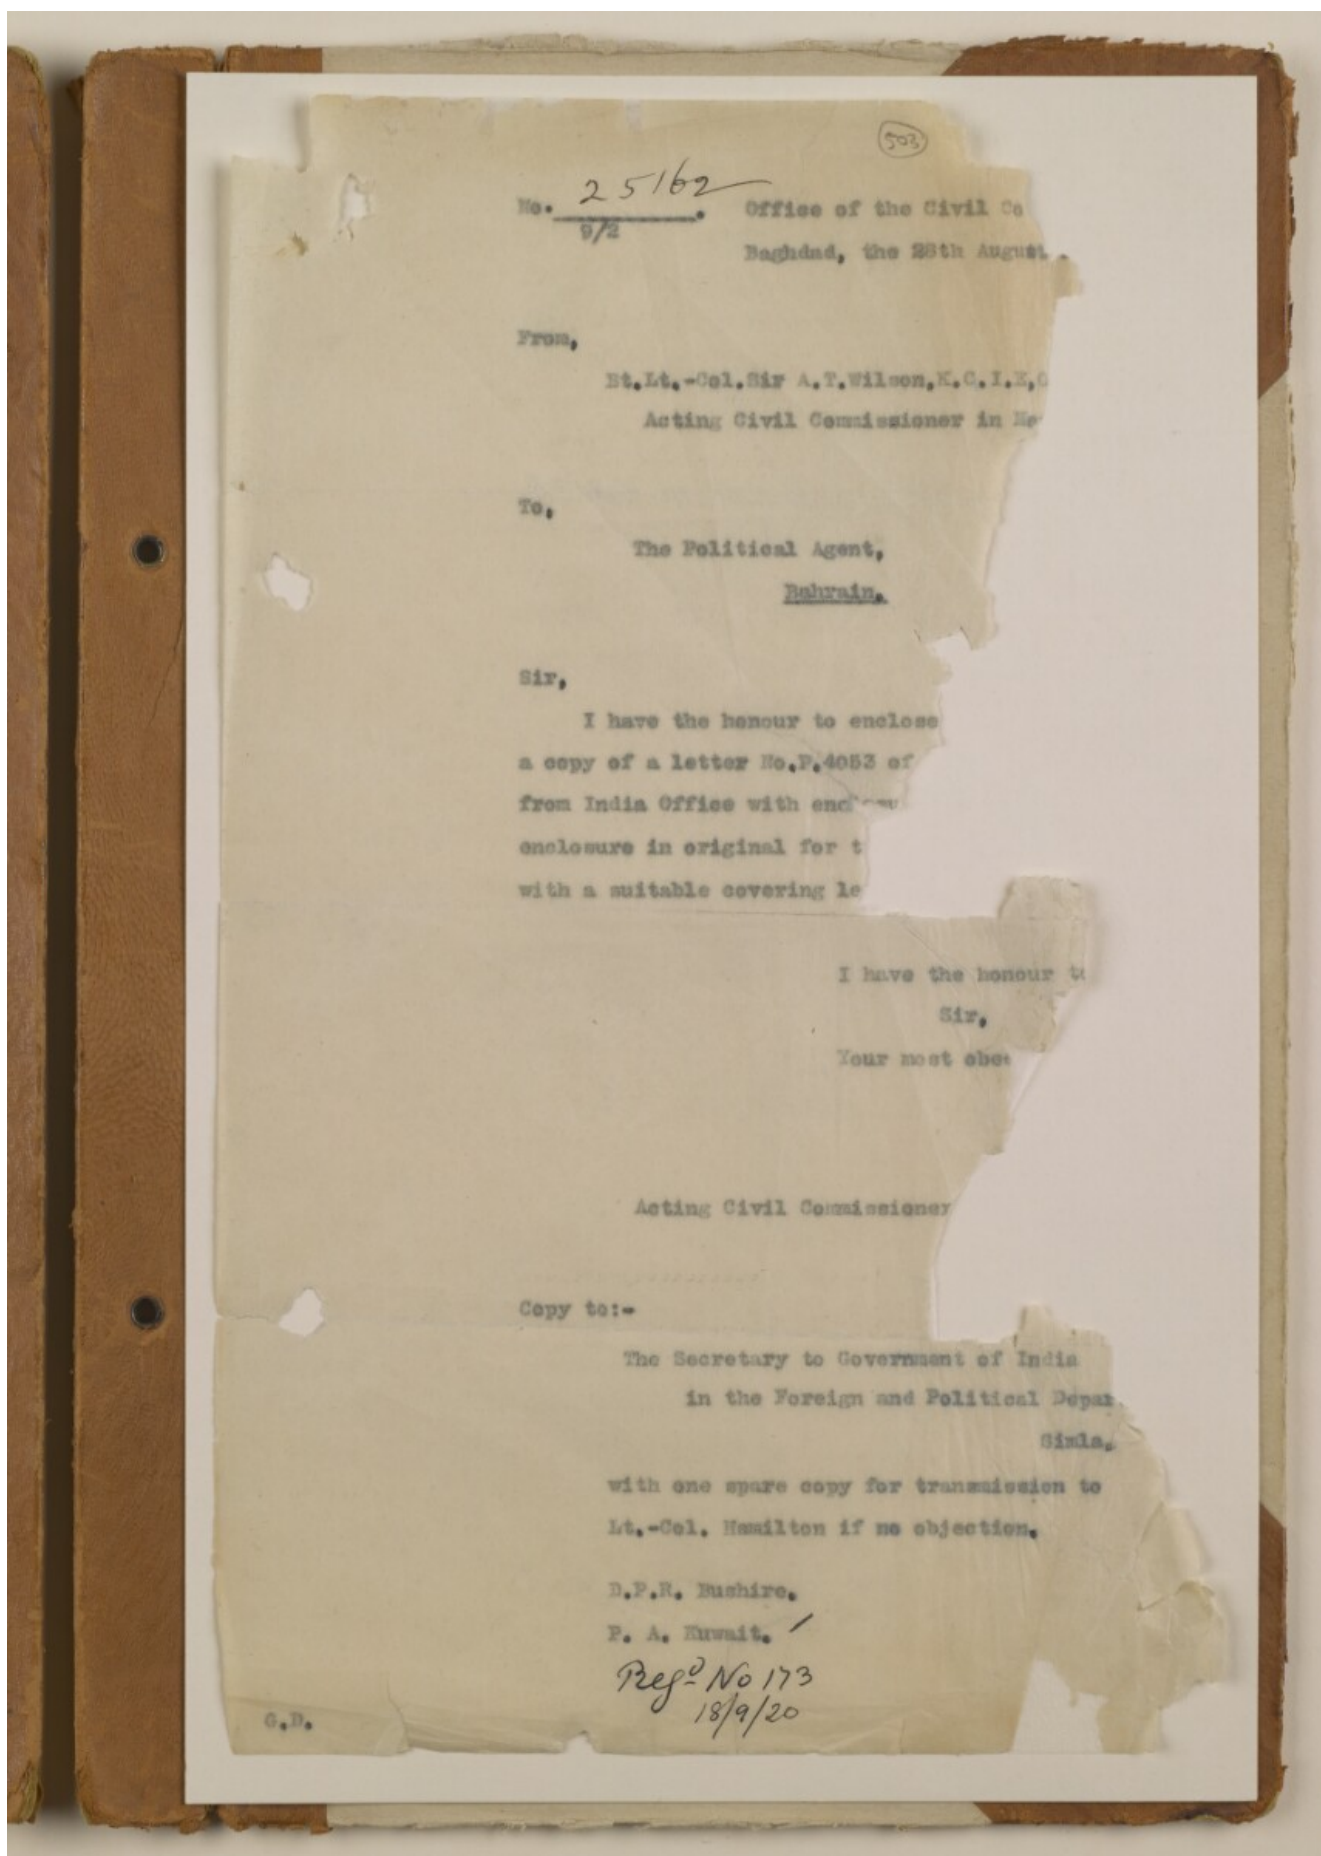 503
No. 25162. Office of the Civil Co
9/2
Baghdad, the 28th August.
From,
Bt.Lt.-Col.Sir A.T.Wilson,K.C.I.E,C
Acting Civil Commissioner in Me
To,
The Political Agent,
Bahrain.
Sir,
I have the honour to enclose
a copy of a letter No.P.4053 of
from India Office with
enclosure in original for t
with a suitable covering le
I have the honour to
Sir,
Your most obe
Acting Civil Commissioner
Copy to:-
The Secretary to Government of India
in the Foreign and Political Depar
Simla.
with one spare copy for transmission to
Lt.-Col. Hamilton if no objection.
D.P.R. Bushire.
P. A. Kuwait.
Regd No 173
18/9/20
G.B.